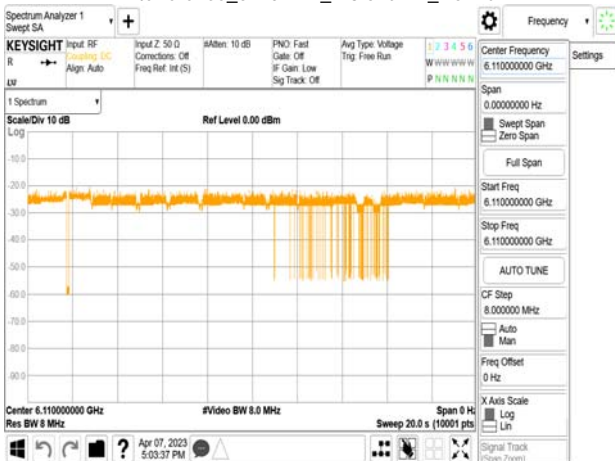 Spectrum Analyzer 1
Swept SA
+
Frequency
KEYSIGHT
R
LXI
Input: RF
Coupling: DC
Align: Auto
Input Z: 50 Ω
Corrections: Off
Freq Ref: Int (S)
#Atten: 10 dB
PNO: Fast
Gate: Off
IF Gain: Low
Sig Track: Off
Avg Type: Voltage
Trig: Free Run
1 2 3 4 5 6
W W W W W W
P N N N N N
1 Spectrum
Scale/Div 10 dB
Ref Level 0.00 dBm
Log
-10.0
-20.0
-30.0
-40.0
-50.0
-60.0
-70.0
-80.0
-90.0
Center 6.110000000 GHz
#Video BW 8.0 MHz
Span 0 Hz
Res BW 8 MHz
Sweep 20.0 s (10001 pts)
Apr 07, 2023
5:03:37 PM
?
Center Frequency
6.110000000 GHz
Settings
Span
0.00000000 Hz
Swept Span
Zero Span
Full Span
Start Freq
6.110000000 GHz
Stop Freq
6.110000000 GHz
AUTO TUNE
CF Step
8.000000 MHz
Auto
Man
Freq Offset
0 Hz
X Axis Scale
Log
Lin
Signal Track
(Span Zoom)